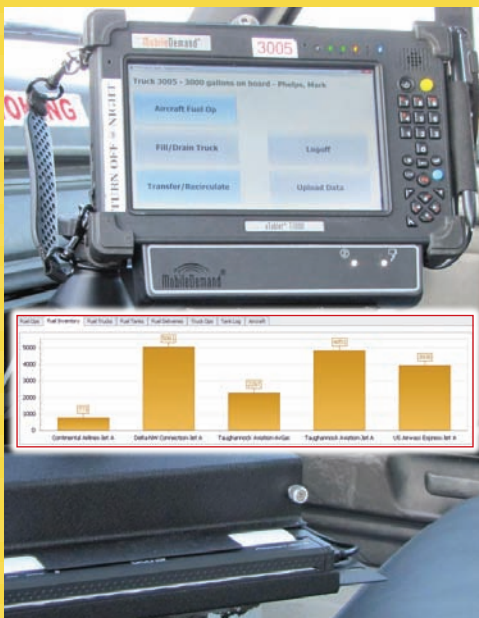 MobileDemand
3005
OKING
TURN OFF @ NIGHT
Truck 3005 - 3000 gallons on board - Phelps, Mark
Aircraft Fuel Op
Fill/Drain Truck
Logoff
Transfer/Recirculate
Upload Data
xTablet T7000
MobileDemand
Fuel Ops Fuel Inventory Fuel Trucks Fuel Tanks Fuel Deliveries Truck Ops Tank Log Aircraft
5000
4000
3000
2000
1000
0
Continental Airlines-Jet A Delta/NW Connection-Jet A Taughannock Aviation-AvGas Taughannock Aviation-Jet A US Airways Express-Jet A